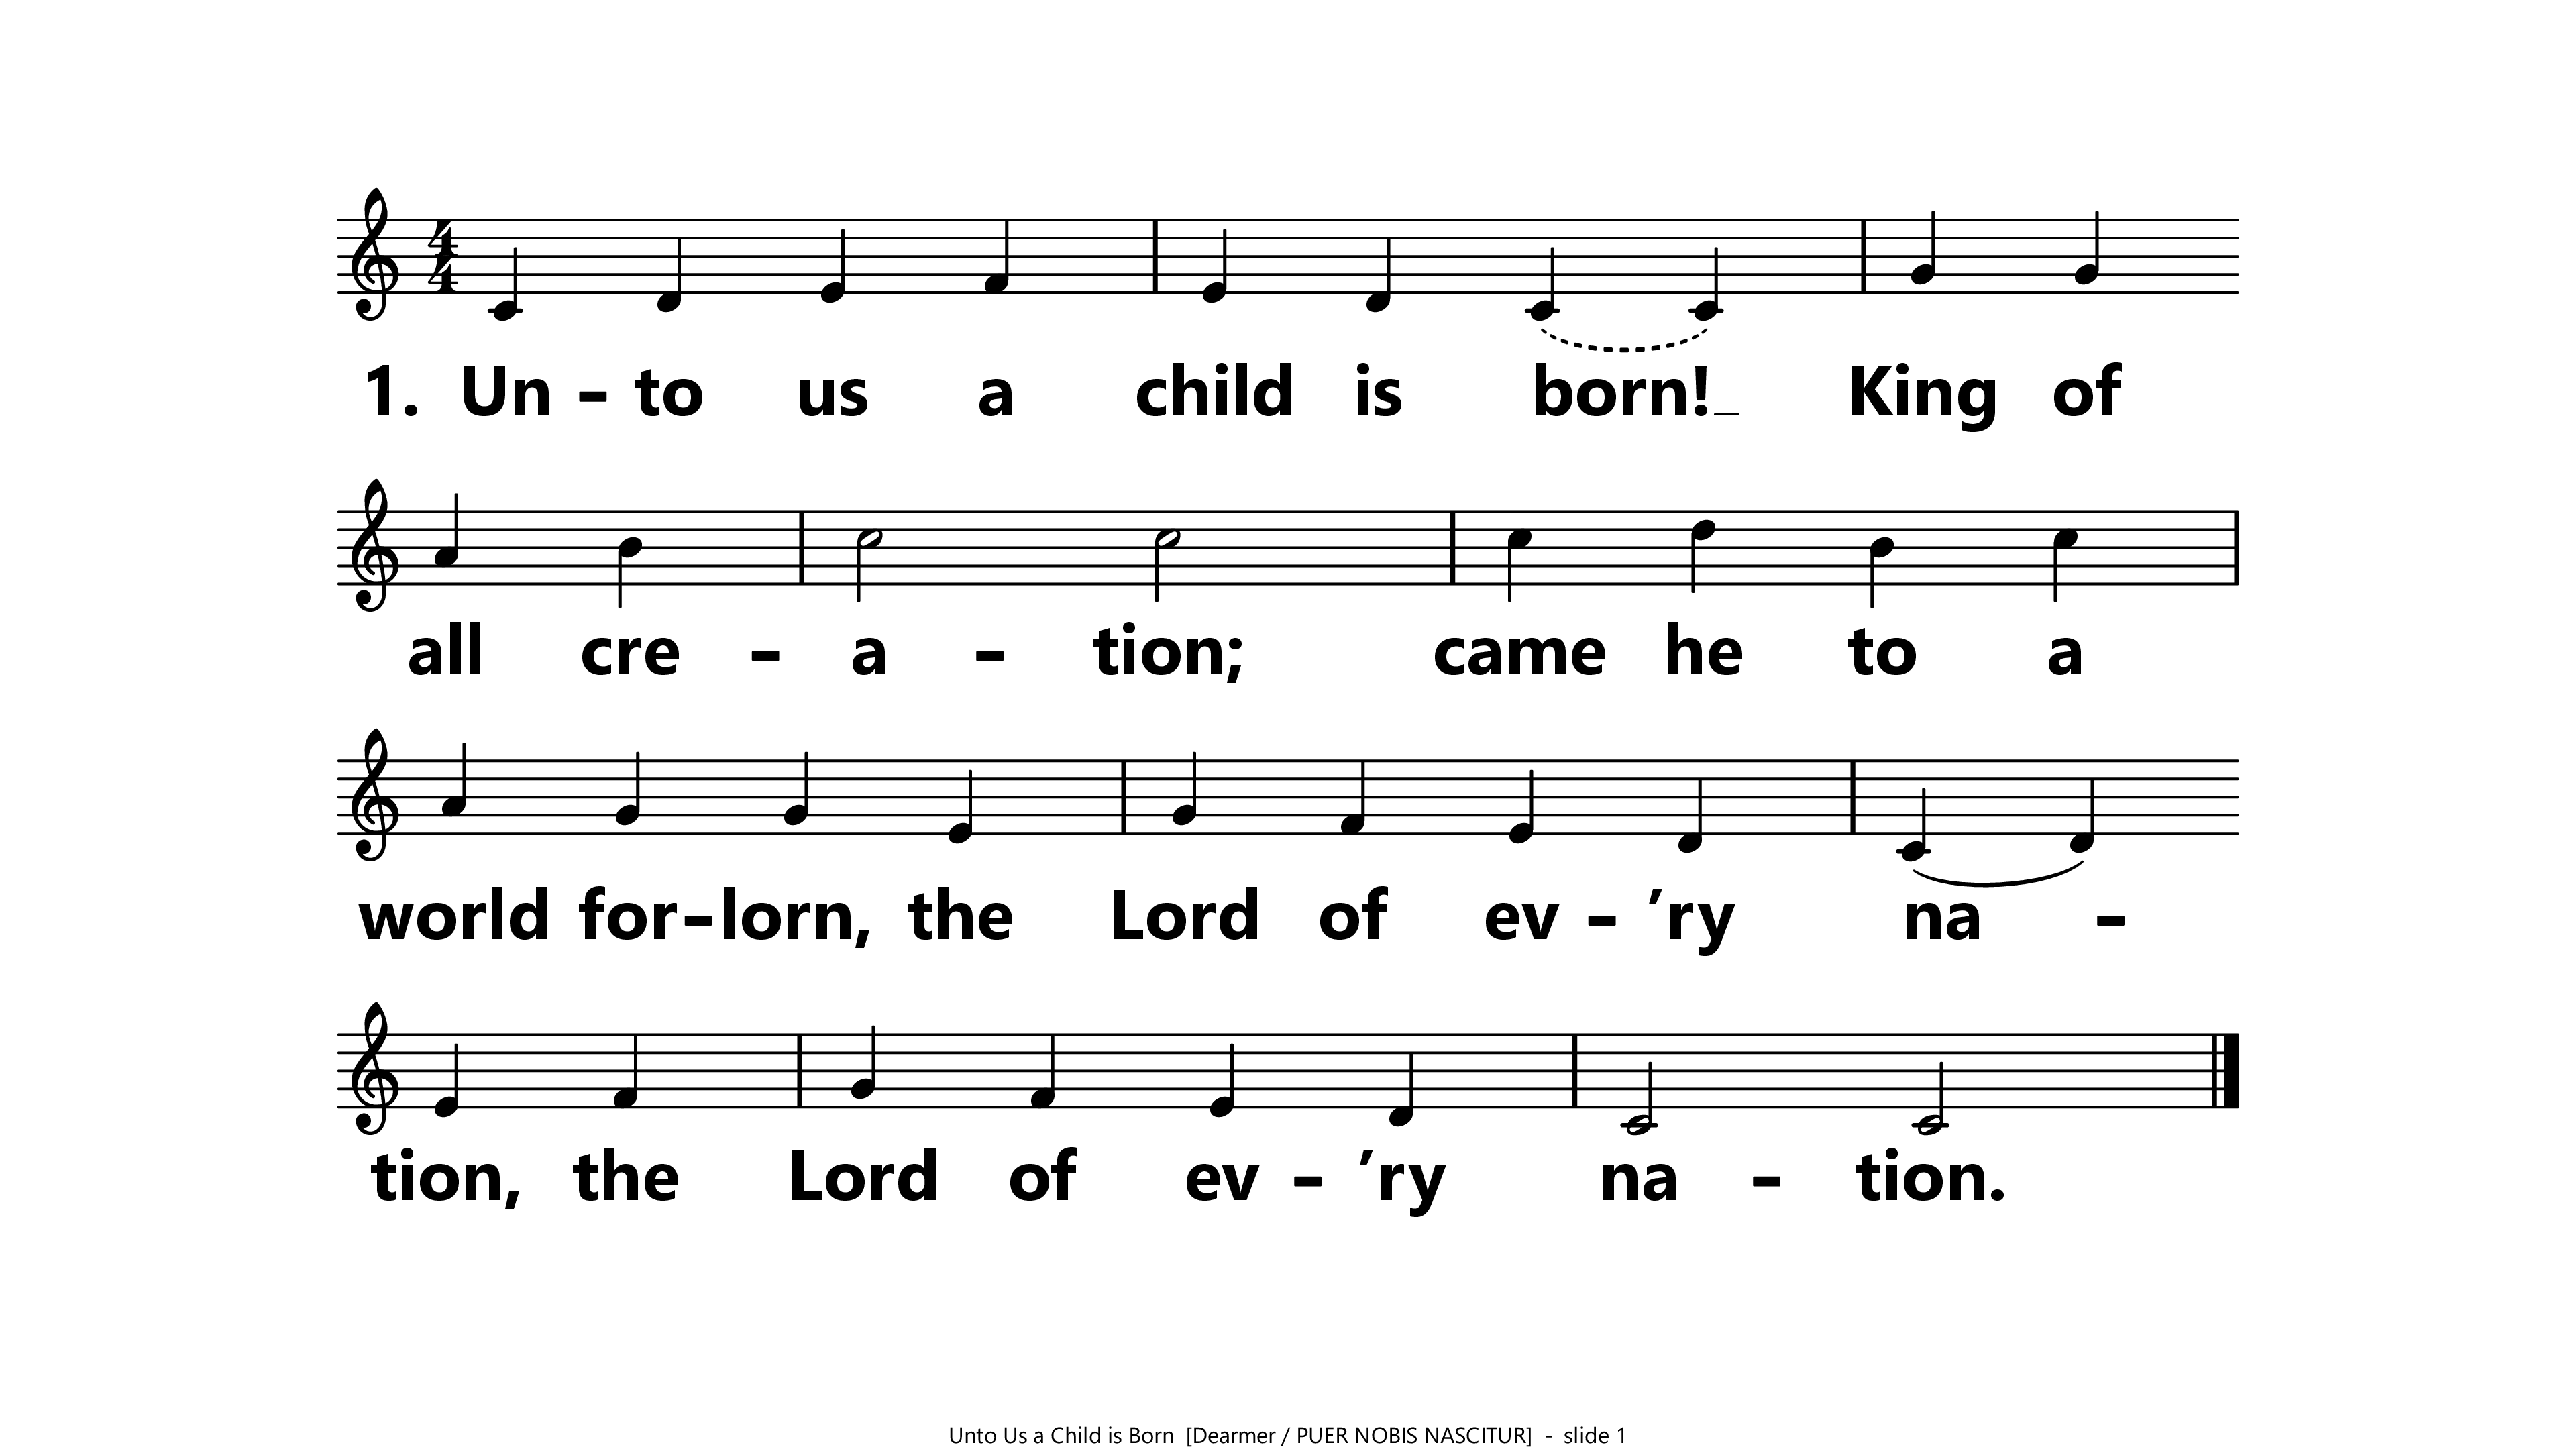 1. Un - to us a child is born!_ King of
all cre - a - tion; came he to a
world for-lorn, the Lord of ev - ’ry na -
tion, the Lord of ev - ’ry na - tion.
Unto Us a Child is Born [Dearmer / PUER NOBIS NASCITUR] - slide 1